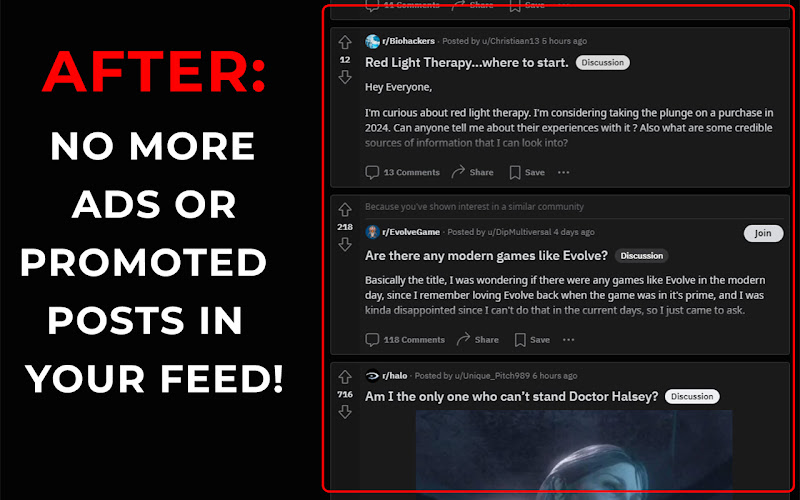 AFTER:
NO MORE
ADS OR
PROMOTED
POSTS IN
YOUR FEED!
11 Comments Share Save ...
r/Biohackers · Posted by u/Christiaan13 5 hours ago
12
Red Light Therapy...where to start. Discussion
Hey Everyone,
I'm curious about red light therapy. I'm considering taking the plunge on a purchase in
2024. Can anyone tell me about their experiences with it ? Also what are some credible
sources of information that I can look into?
13 Comments Share Save ...
Because you've shown interest in a similar community
218
r/EvolveGame · Posted by u/DipMultiversal 4 days ago
Join
Are there any modern games like Evolve? Discussion
Basically the title, I was wondering if there were any games like Evolve in the modern
day, since I remember loving Evolve back when the game was in it's prime, and I was
kinda disappointed since I can't do that in the current days, so I just came to ask.
118 Comments Share Save ...
r/halo · Posted by u/Unique_Pitch989 6 hours ago
716
Am I the only one who can't stand Doctor Halsey? Discussion